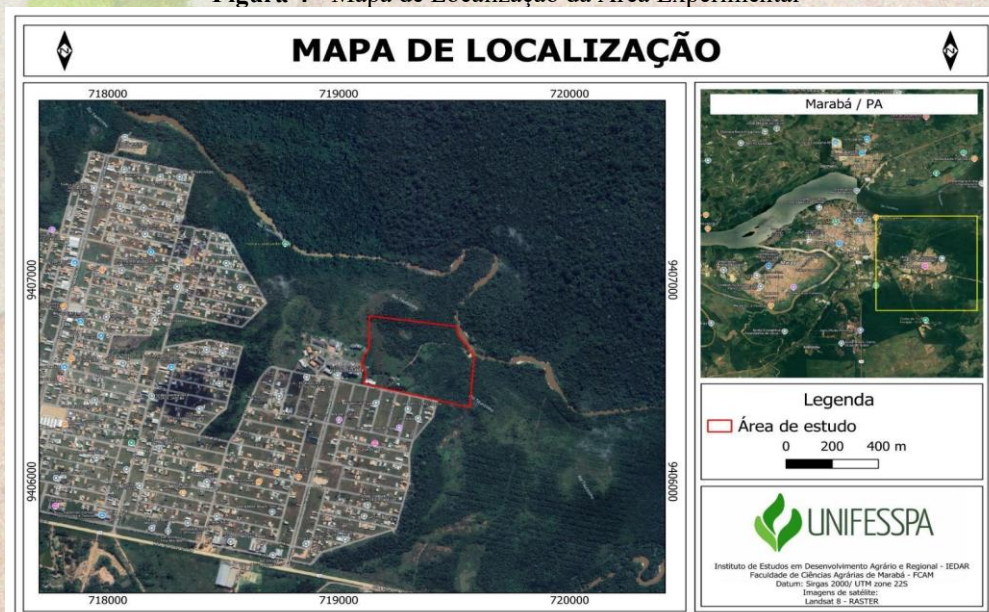 Figura 4 - Mapa de Localização da Área Experimental
MAPA DE LOCALIZAÇÃO
718000
719000
720000
9407000
9406000
9407000
9406000
718000
719000
720000
Marabá / PA
Legenda
Área de estudo
0 200 400 m
UNIFESSPA
Instituto de Estudos em Desenvolvimento Agrário e Regional - IEDAR
Faculdade de Ciências Agrárias de Marabá - FCAM
Datum: Sirgas 2000/ UTM zone 22S
Imagens de satélite:
Landsat 8 - RASTER